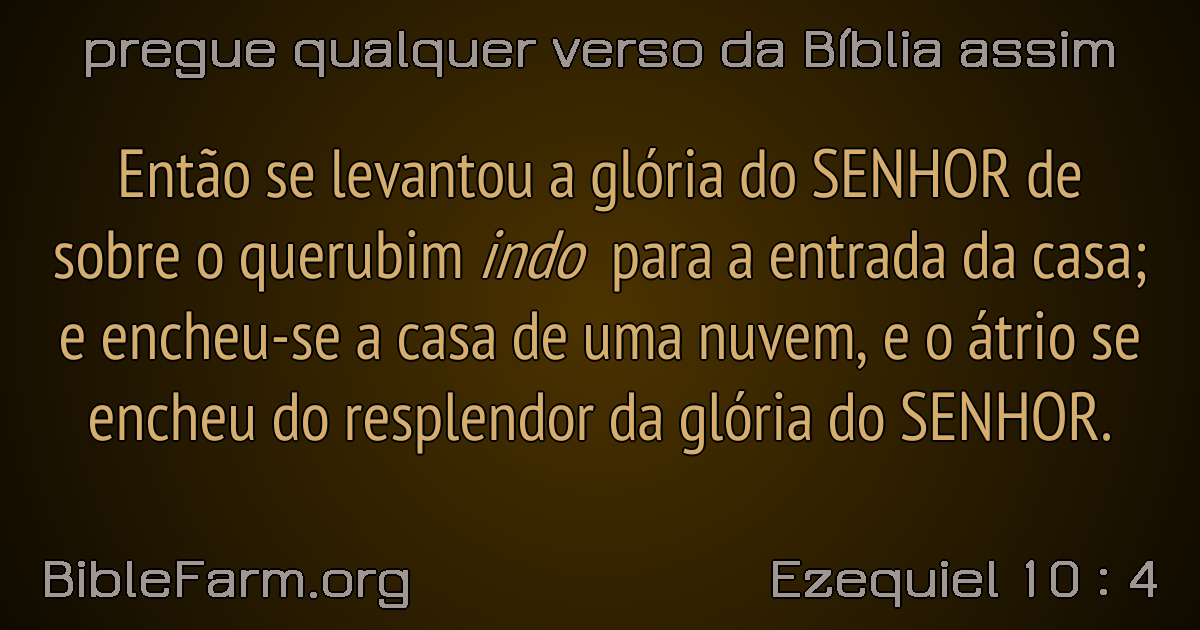 pregue qualquer verso da Bíblia assim
Então se levantou a glória do SENHOR de
sobre o querubim indo para a entrada da casa;
e encheu-se a casa de uma nuvem, e o átrio se
encheu do resplendor da glória do SENHOR.
BibleFarm.org
Ezequiel 10 : 4